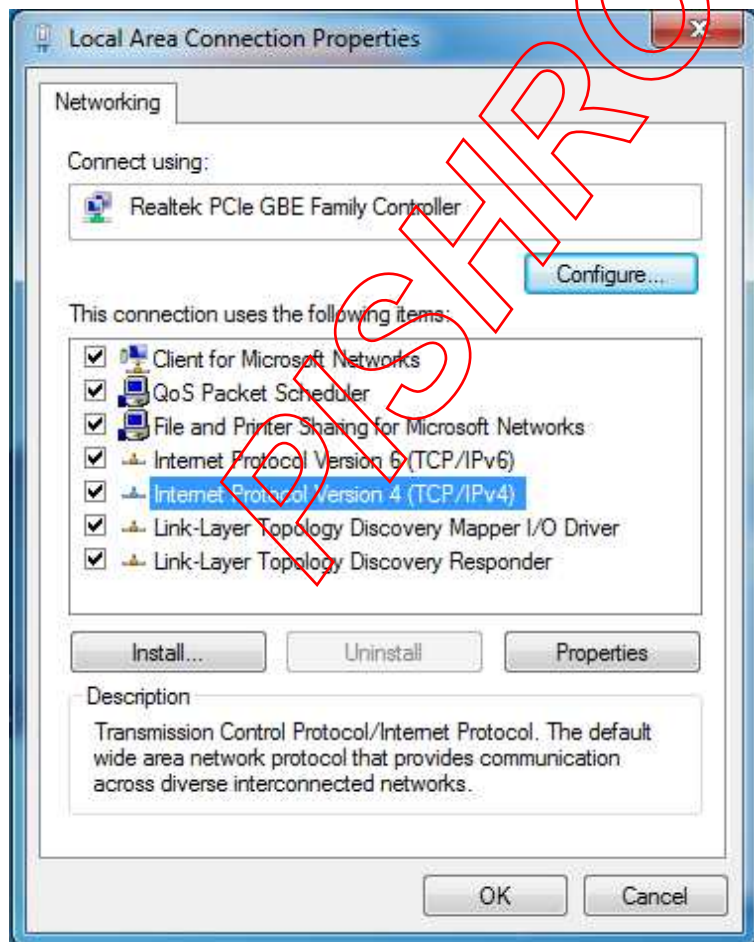 Local Area Connection Properties
Networking
Connect using:
Realtek PCIe GBE Family Controller
Configure...
This connection uses the following items:
Client for Microsoft Networks
QoS Packet Scheduler
File and Printer Sharing for Microsoft Networks
Internet Protocol Version 6 (TCP/IPv6)
Internet Protocol Version 4 (TCP/IPv4)
Link-Layer Topology Discovery Mapper I/O Driver
Link-Layer Topology Discovery Responder
Install...
Uninstall
Properties
Description
Transmission Control Protocol/Internet Protocol. The default
wide area network protocol that provides communication
across diverse interconnected networks.
OK
Cancel
PISHRO